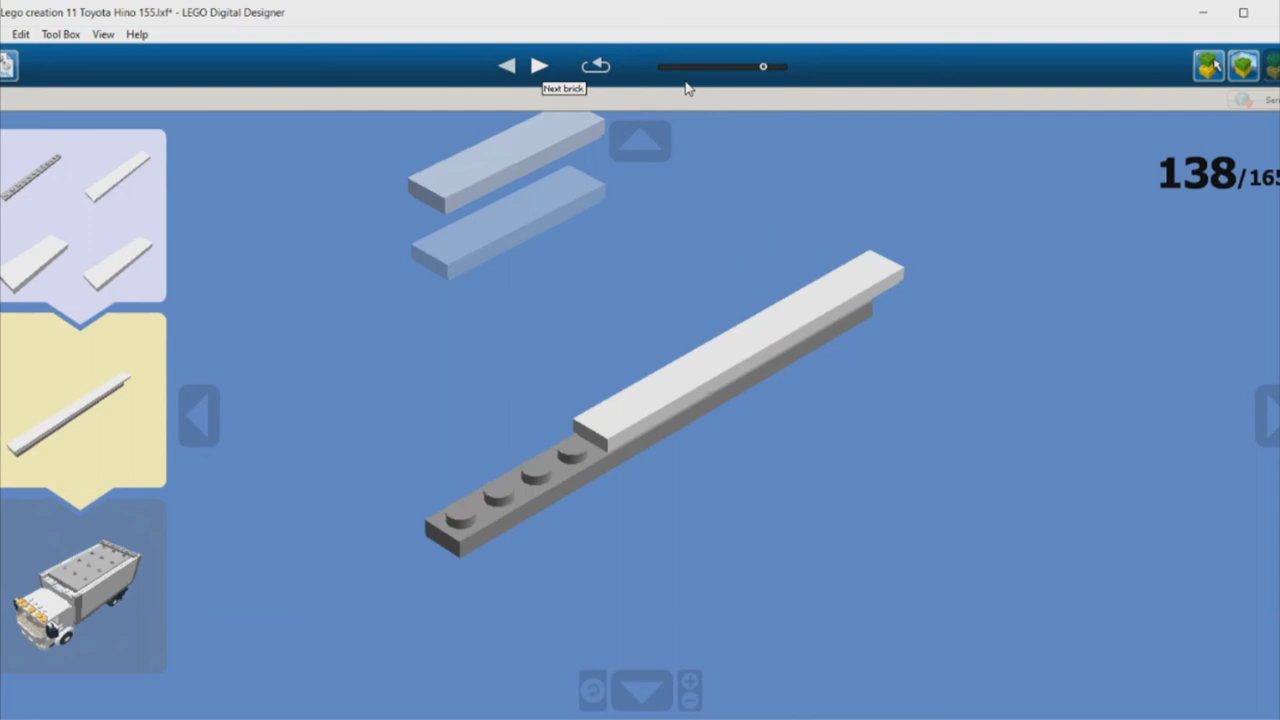 Lego creation 11 Toyota Hino 155.lxf* - LEGO Digital Designer
Edit Tool Box View Help
Next brick
138/165